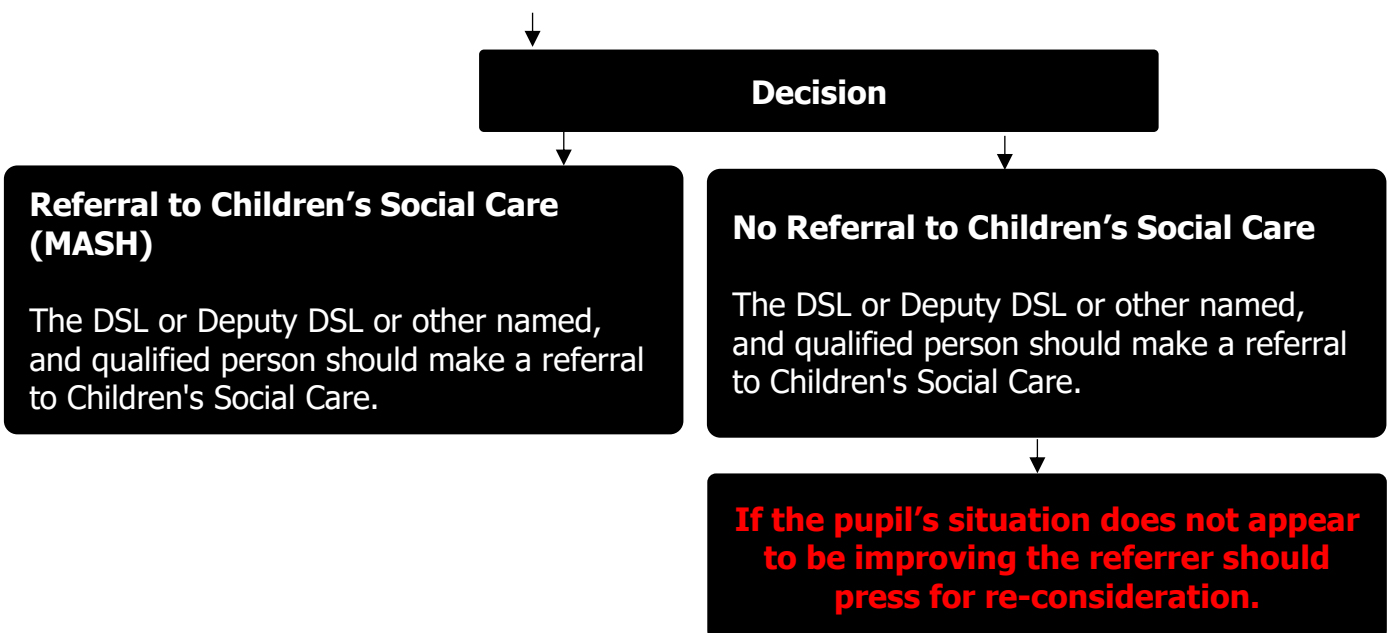 Decision
Referral to Children’s Social Care
(MASH)
The DSL or Deputy DSL or other named,
and qualified person should make a referral
to Children's Social Care.
No Referral to Children’s Social Care
The DSL or Deputy DSL or other named,
and qualified person should make a referral
to Children's Social Care.
If the pupil’s situation does not appear
to be improving the referrer should
press for re-consideration.